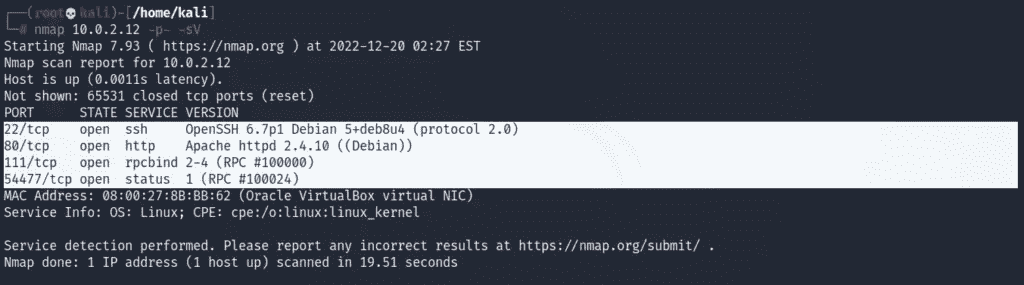 ┌──(root💀kali)-[/home/kali]
└─# nmap 10.0.2.12 -p- -sV
Starting Nmap 7.93 ( https://nmap.org ) at 2022-12-20 02:27 EST
Nmap scan report for 10.0.2.12
Host is up (0.0011s latency).
Not shown: 65531 closed tcp ports (reset)
PORT      STATE SERVICE VERSION
22/tcp    open  ssh     OpenSSH 6.7p1 Debian 5+deb8u4 (protocol 2.0)
80/tcp    open  http    Apache httpd 2.4.10 ((Debian))
111/tcp   open  rpcbind 2-4 (RPC #100000)
54477/tcp open  status  1 (RPC #100024)
MAC Address: 08:00:27:8B:BB:62 (Oracle VirtualBox virtual NIC)
Service Info: OS: Linux; CPE: cpe:/o:linux:linux_kernel
Service detection performed. Please report any incorrect results at https://nmap.org/submit/ .
Nmap done: 1 IP address (1 host up) scanned in 19.51 seconds